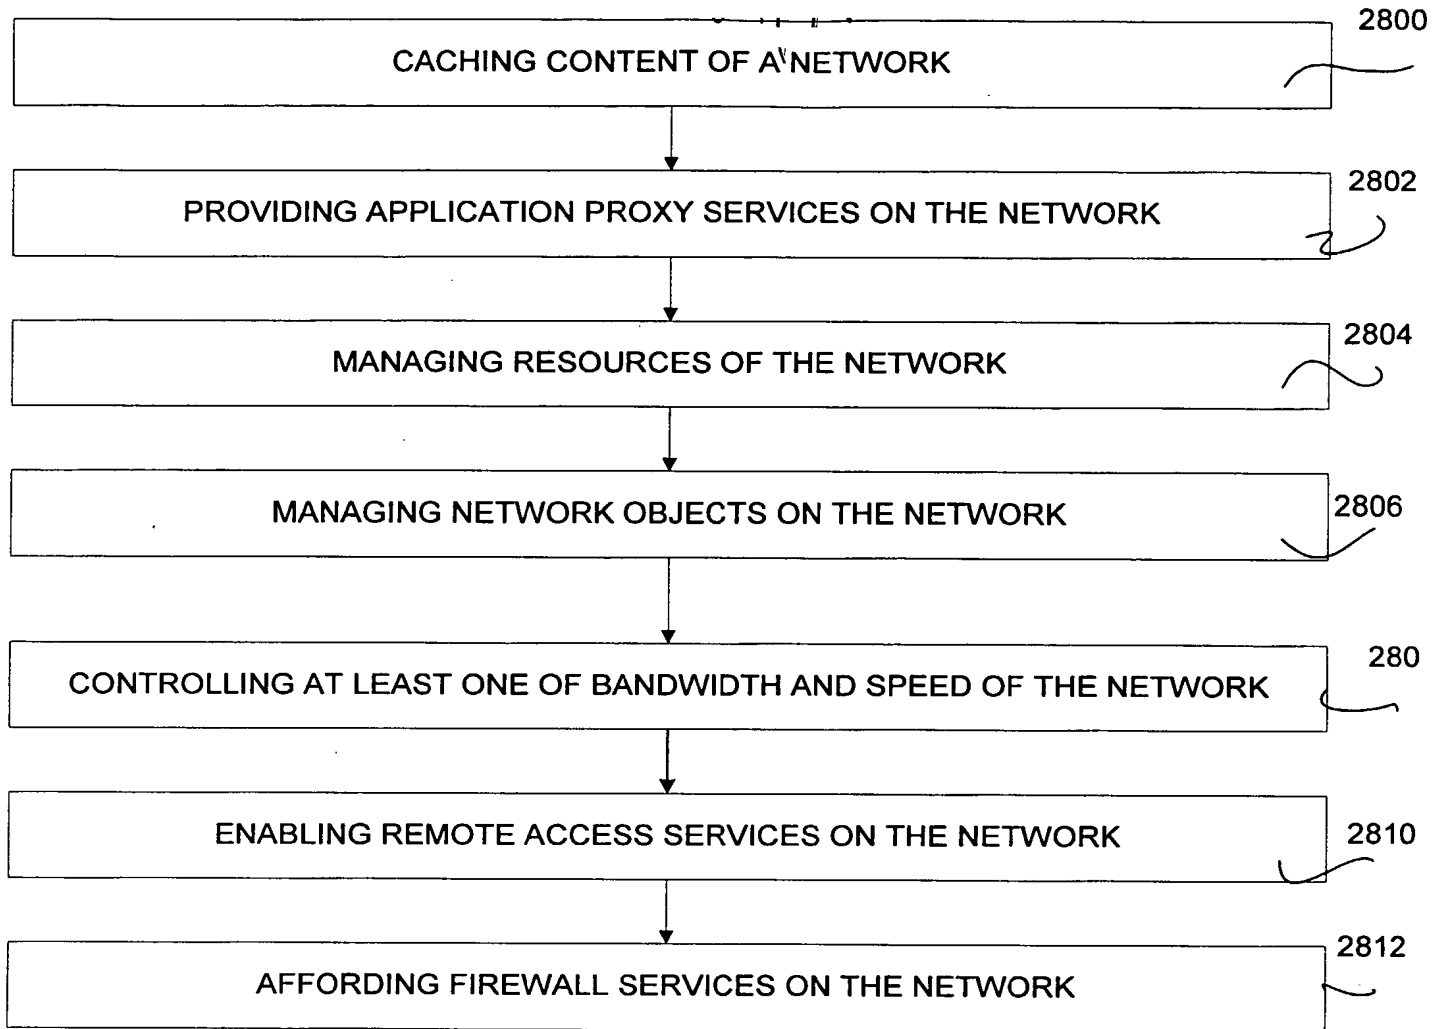 2800
CACHING CONTENT OF A NETWORK
2802
PROVIDING APPLICATION PROXY SERVICES ON THE NETWORK
2804
MANAGING RESOURCES OF THE NETWORK
2806
MANAGING NETWORK OBJECTS ON THE NETWORK
280
CONTROLLING AT LEAST ONE OF BANDWIDTH AND SPEED OF THE NETWORK
2810
ENABLING REMOTE ACCESS SERVICES ON THE NETWORK
2812
AFFORDING FIREWALL SERVICES ON THE NETWORK